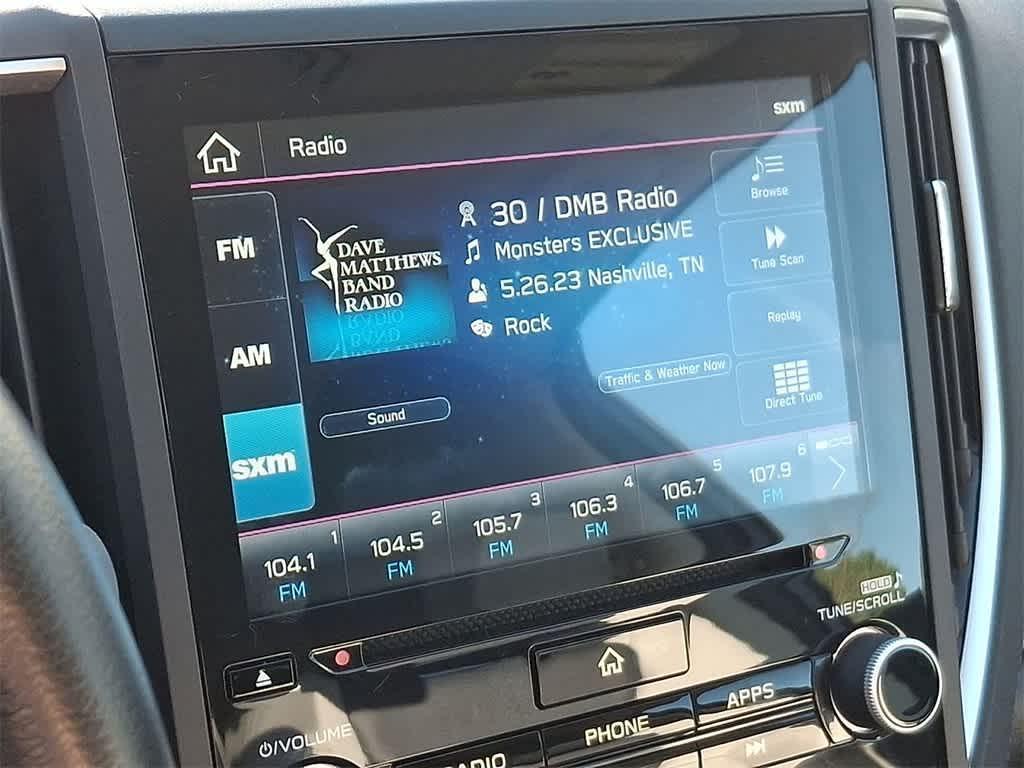 Radio
sxm
FM
AM
sxm
DAVE
MATTHEWS
BAND
RADIO
30 / DMB Radio
Monsters EXCLUSIVE
5.26.23 Nashville, TN
Rock
Browse
Tune Scan
Replay
Direct Tune
Traffic & Weather Now
Sound
1
104.1
FM
2
104.5
FM
3
105.7
FM
4
106.3
FM
5
106.7
FM
6
107.9
FM
HOLD
TUNE/SCROLL
/VOLUME
RADIO
PHONE
APPS